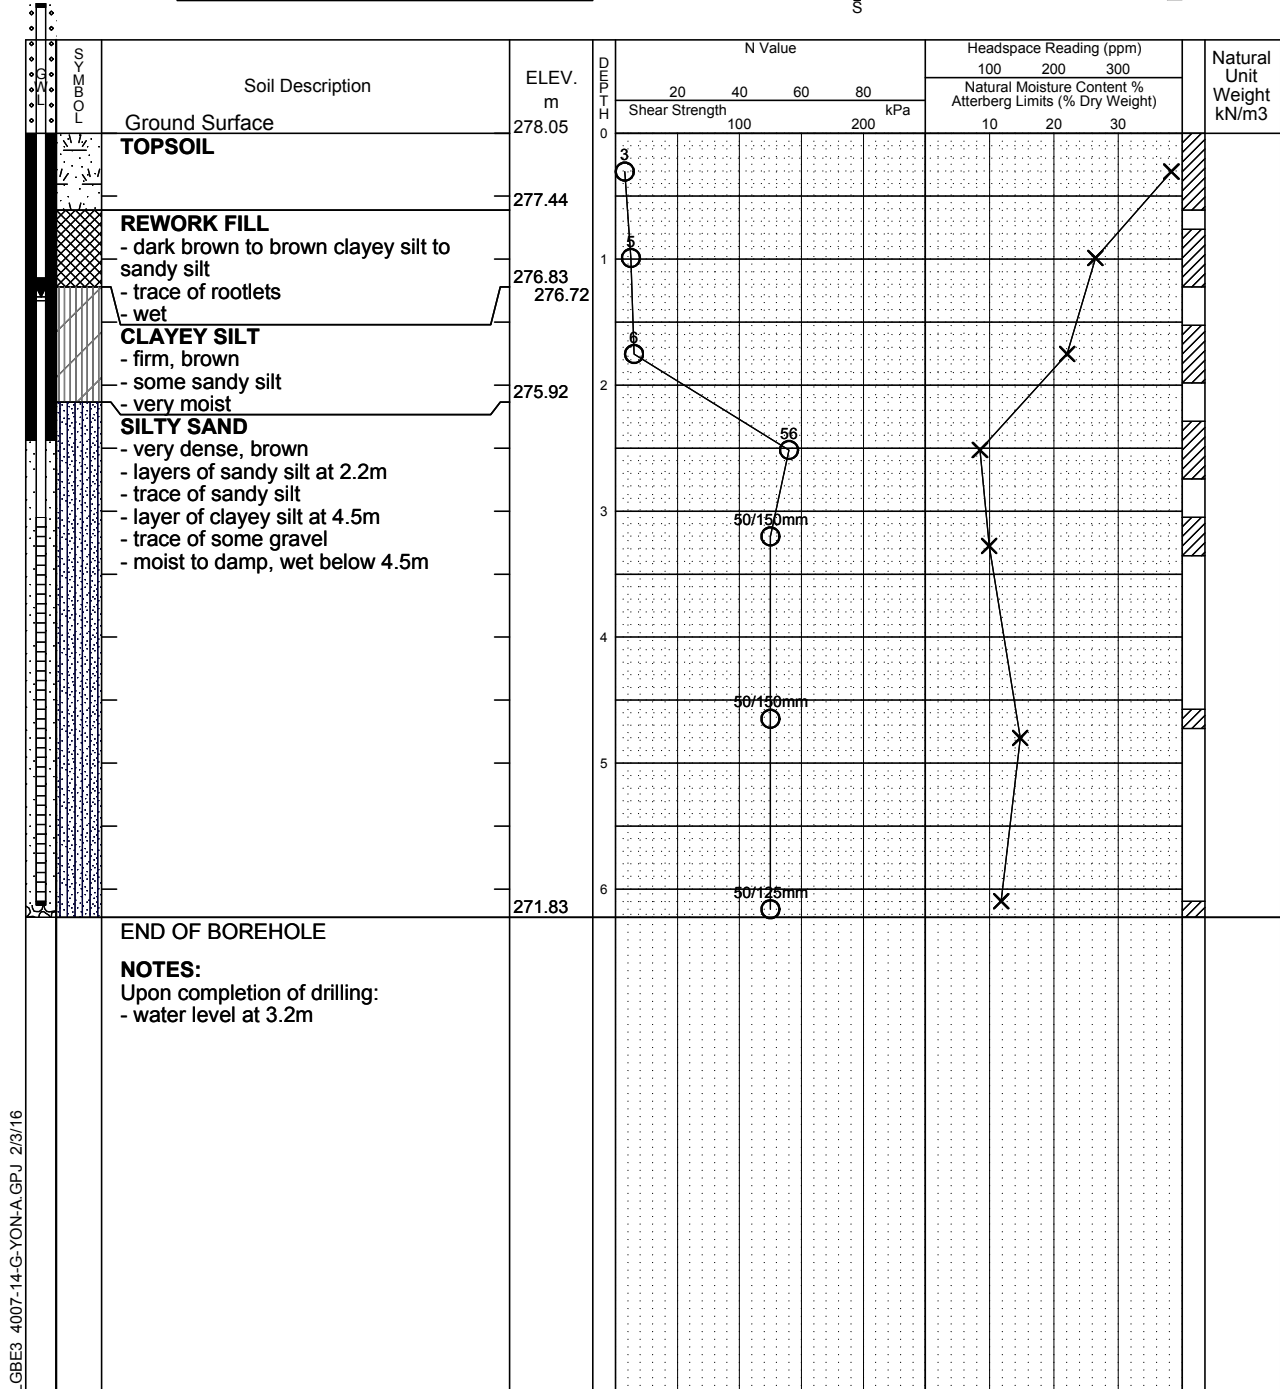 S
GWL
SYMBOL
Soil Description
ELEV.
m
DEPTH
N Value
20 40 60 80
Shear Strength kPa
100 200
Headspace Reading (ppm)
100 200 300
Natural Moisture Content %
Atterberg Limits (% Dry Weight)
10 20 30
Natural
Unit
Weight
kN/m3
Ground Surface
278.05
0
TOPSOIL
3
277.44
REWORK FILL
- dark brown to brown clayey silt to
sandy silt
- trace of rootlets
- wet
5
1
276.83
276.72
CLAYEY SILT
- firm, brown
- some sandy silt
- very moist
6
2
275.92
SILTY SAND
- very dense, brown
- layers of sandy silt at 2.2m
- trace of sandy silt
- layer of clayey silt at 4.5m
- trace of some gravel
- moist to damp, wet below 4.5m
56
3
50/150mm
4
50/150mm
5
6
50/125mm
271.83
END OF BOREHOLE
NOTES:
Upon completion of drilling:
- water level at 3.2m
GBE3 4007-14-G-YON-A.GPJ 2/3/16